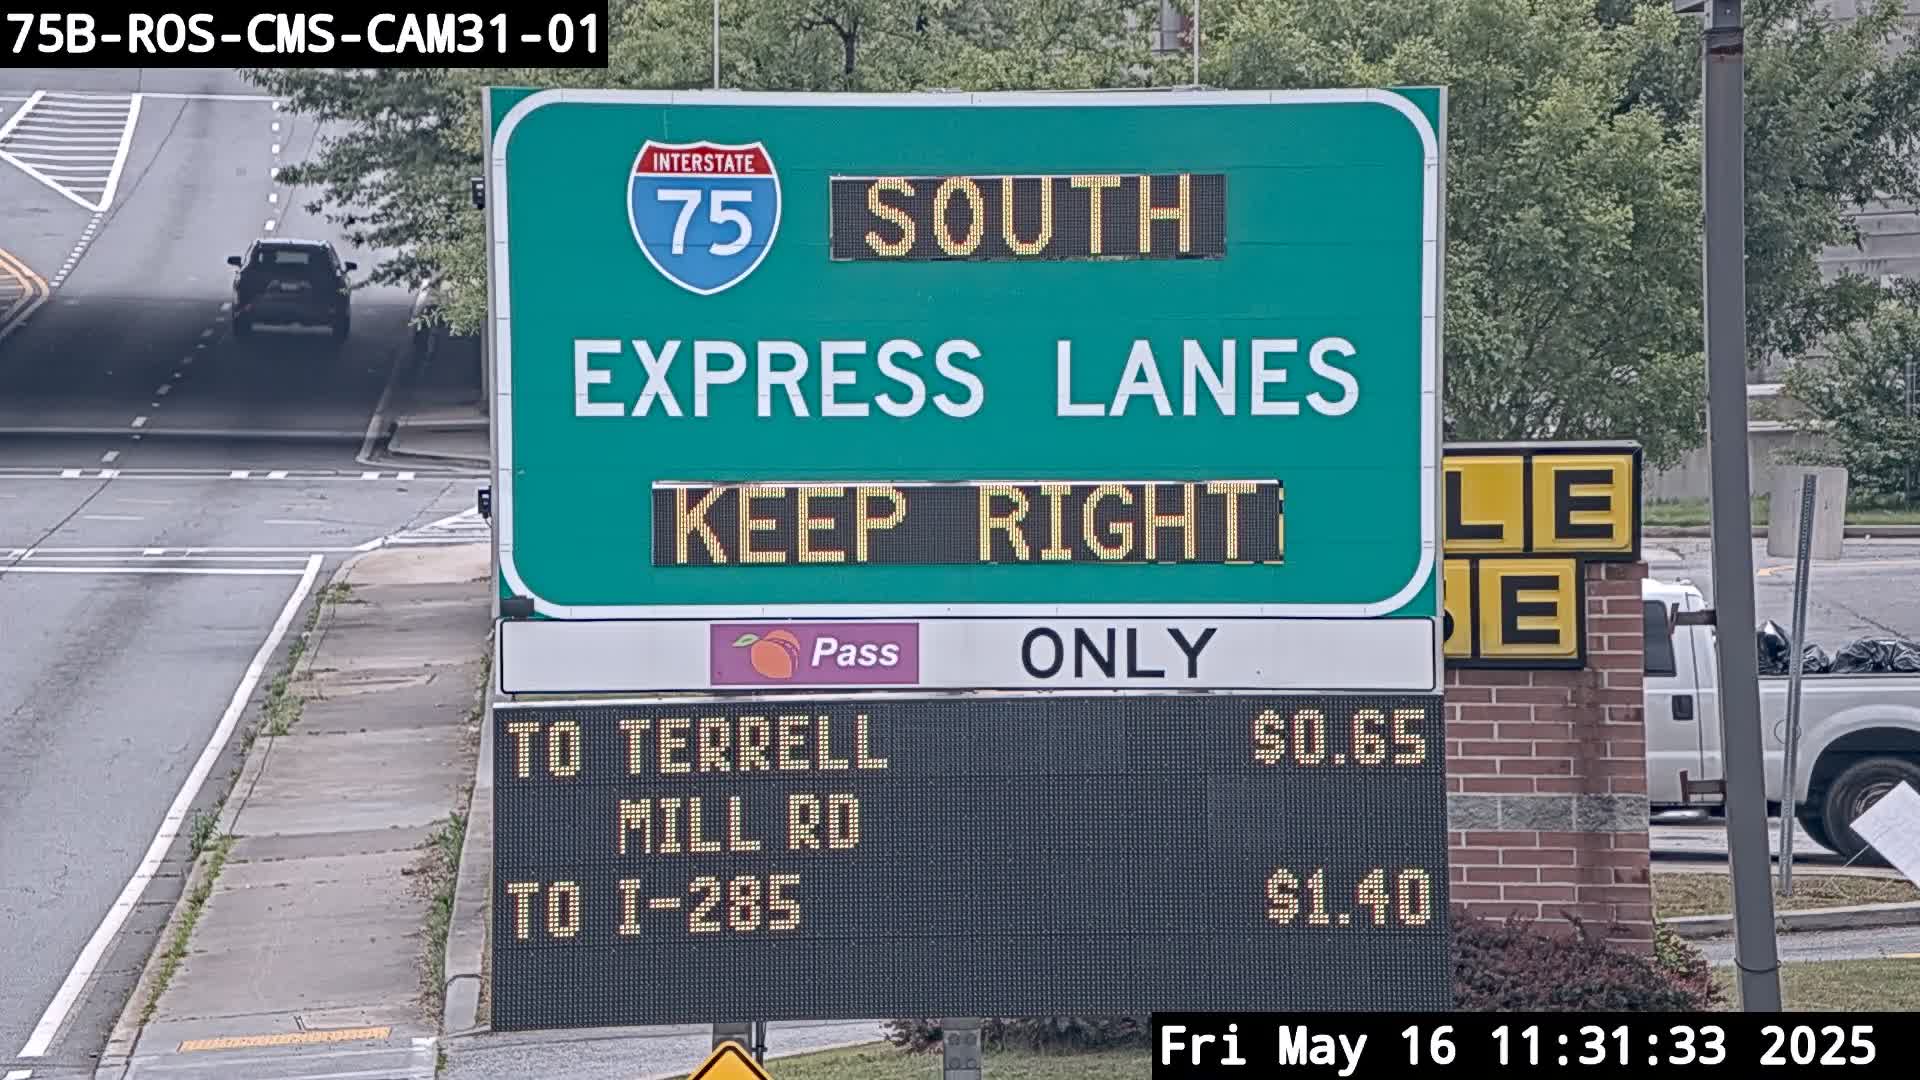 75B-ROS-CMS-CAM31-01
INTERSTATE
75
SOUTH
EXPRESS LANES
KEEP RIGHT
LE
E
Pass ONLY
TO TERRELL $0.65
MILL RD
TO I-285 $1.40
Fri May 16 11:31:33 2025